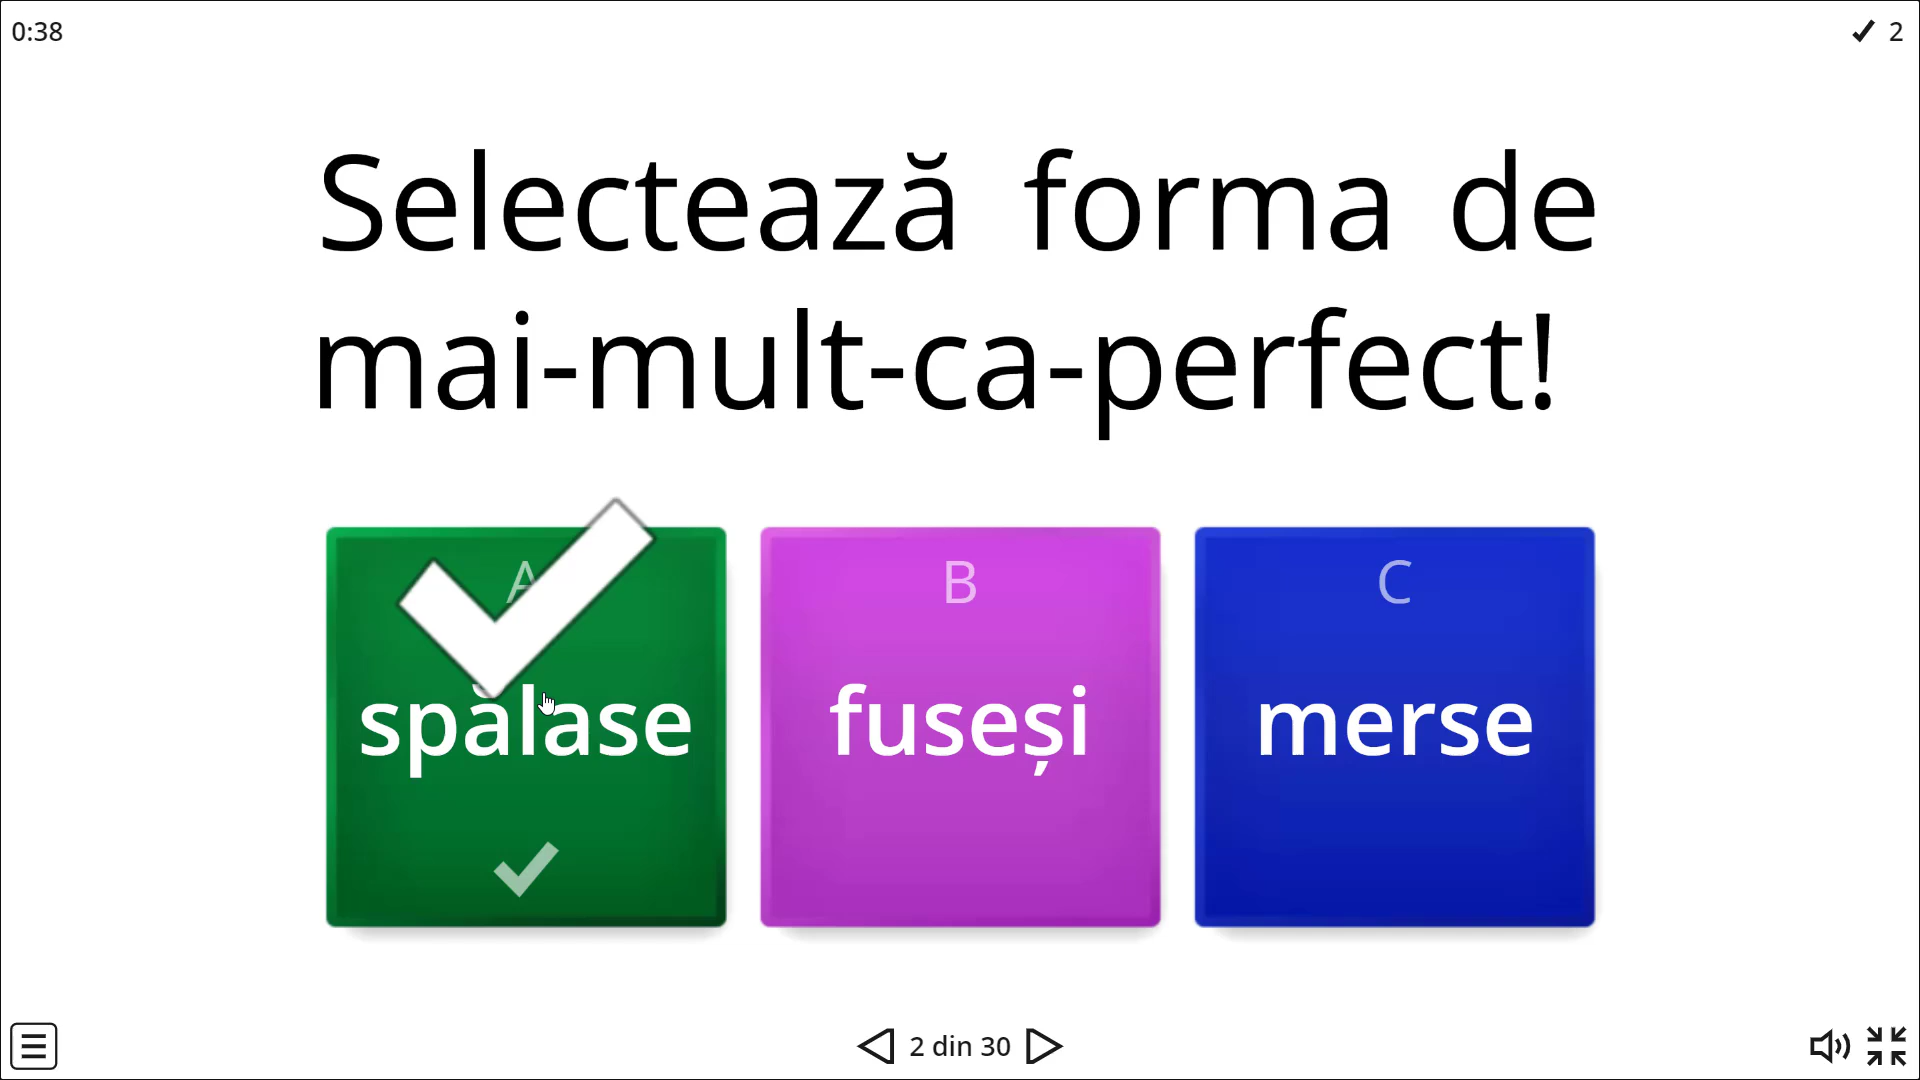 0:38
2
Selectează forma de
mai-mult-ca-perfect!
A
B
C
spălase
fuseși
merse
2 din 30